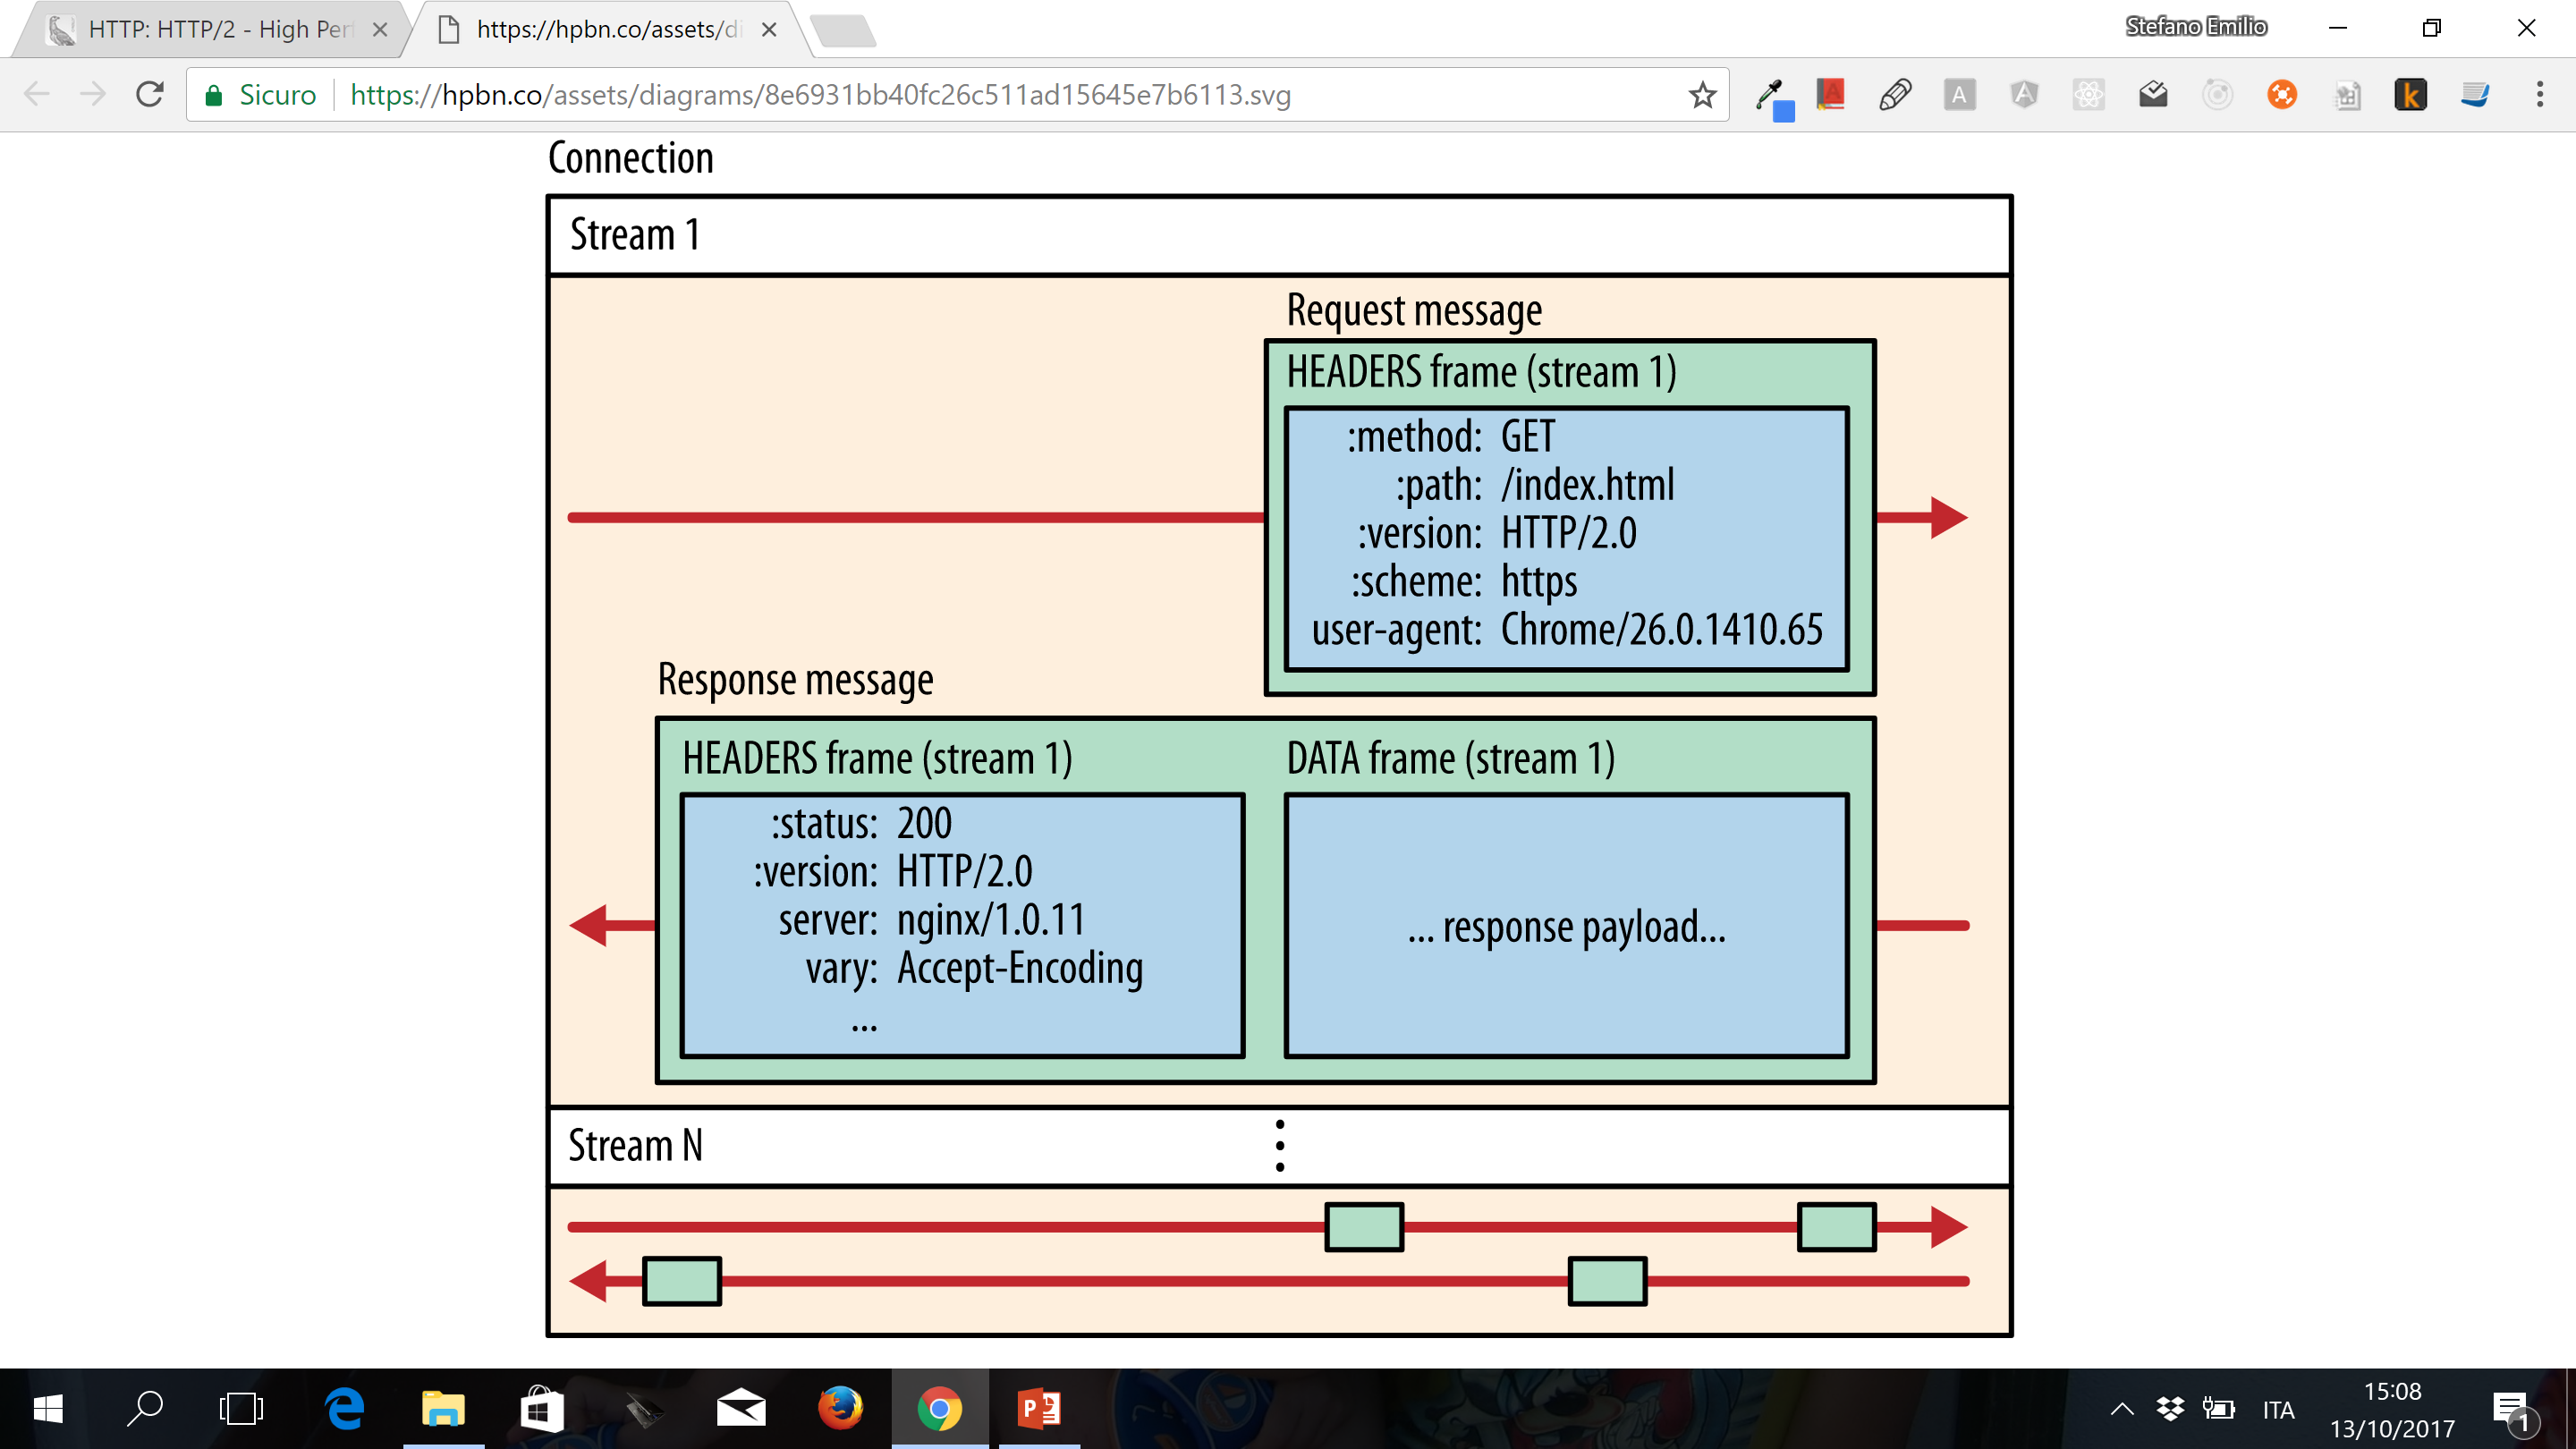 HTTP: HTTP/2 - High Perf
https://hpbn.co/assets/di
Stefano Emilio
Sicuro
https://hpbn.co/assets/diagrams/8e6931bb40fc26c511ad15645e7b6113.svg
Connection
Stream 1
Request message
HEADERS frame (stream 1)
:method: GET
:path: /index.html
:version: HTTP/2.0
:scheme: https
user-agent: Chrome/26.0.1410.65
Response message
HEADERS frame (stream 1)
:status: 200
:version: HTTP/2.0
server: nginx/1.0.11
vary: Accept-Encoding
...
DATA frame (stream 1)
... response payload...
Stream N
ITA
15:08
13/10/2017
1